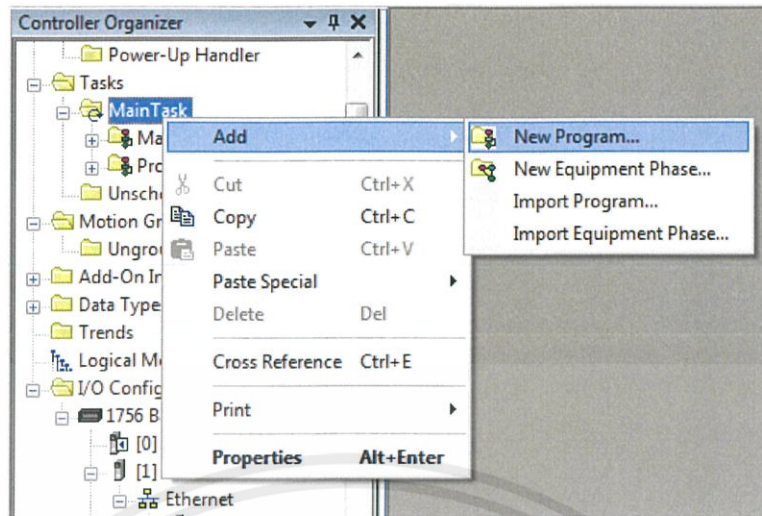 Controller Organizer
Power-Up Handler
Tasks
MainTask
Ma
Pro
Unsch
Motion Gr
Ungro
Add-On In
Data Type
Trends
Logical Mo
I/O Config
1756 B
[0]
[1]
Ethernet
Add
Cut Ctrl+X
Copy Ctrl+C
Paste Ctrl+V
Paste Special
Delete Del
Cross Reference Ctrl+E
Print
Properties Alt+Enter
New Program...
New Equipment Phase...
Import Program...
Import Equipment Phase...